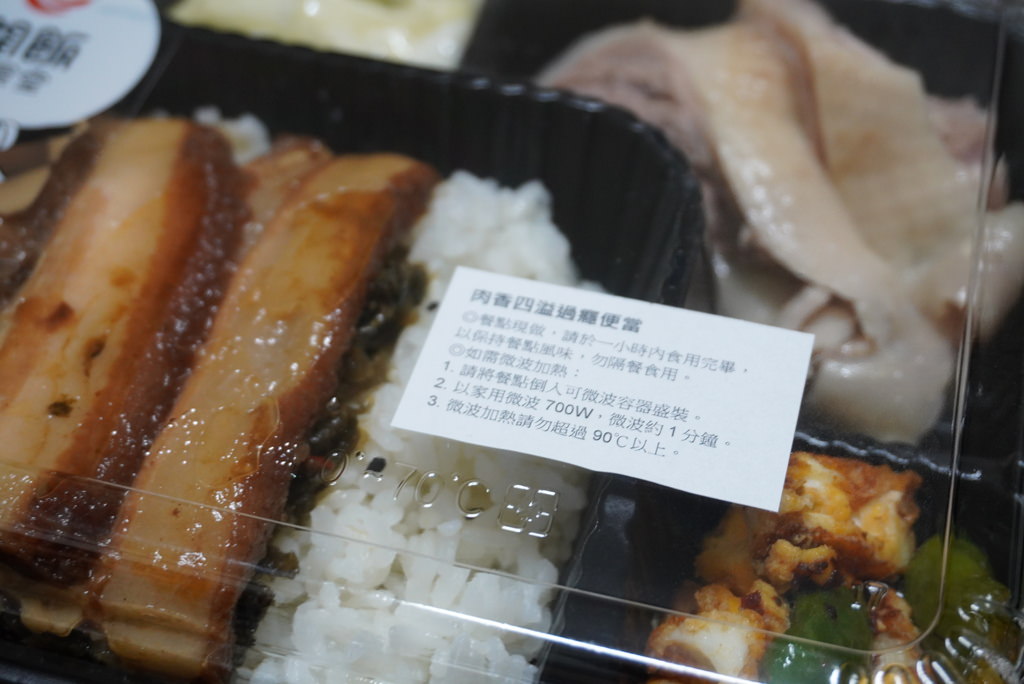 飯
肉香四溢過癮便當
◎餐點現做，請於一小時內食用完畢，
以保持餐點風味，勿隔餐食用。
◎如需微波加熱：
1. 請將餐點倒入可微波容器盛裝。
2. 以家用微波 700W，微波約 1 分鐘。
3. 微波加熱請勿超過 90℃以上。
70℃